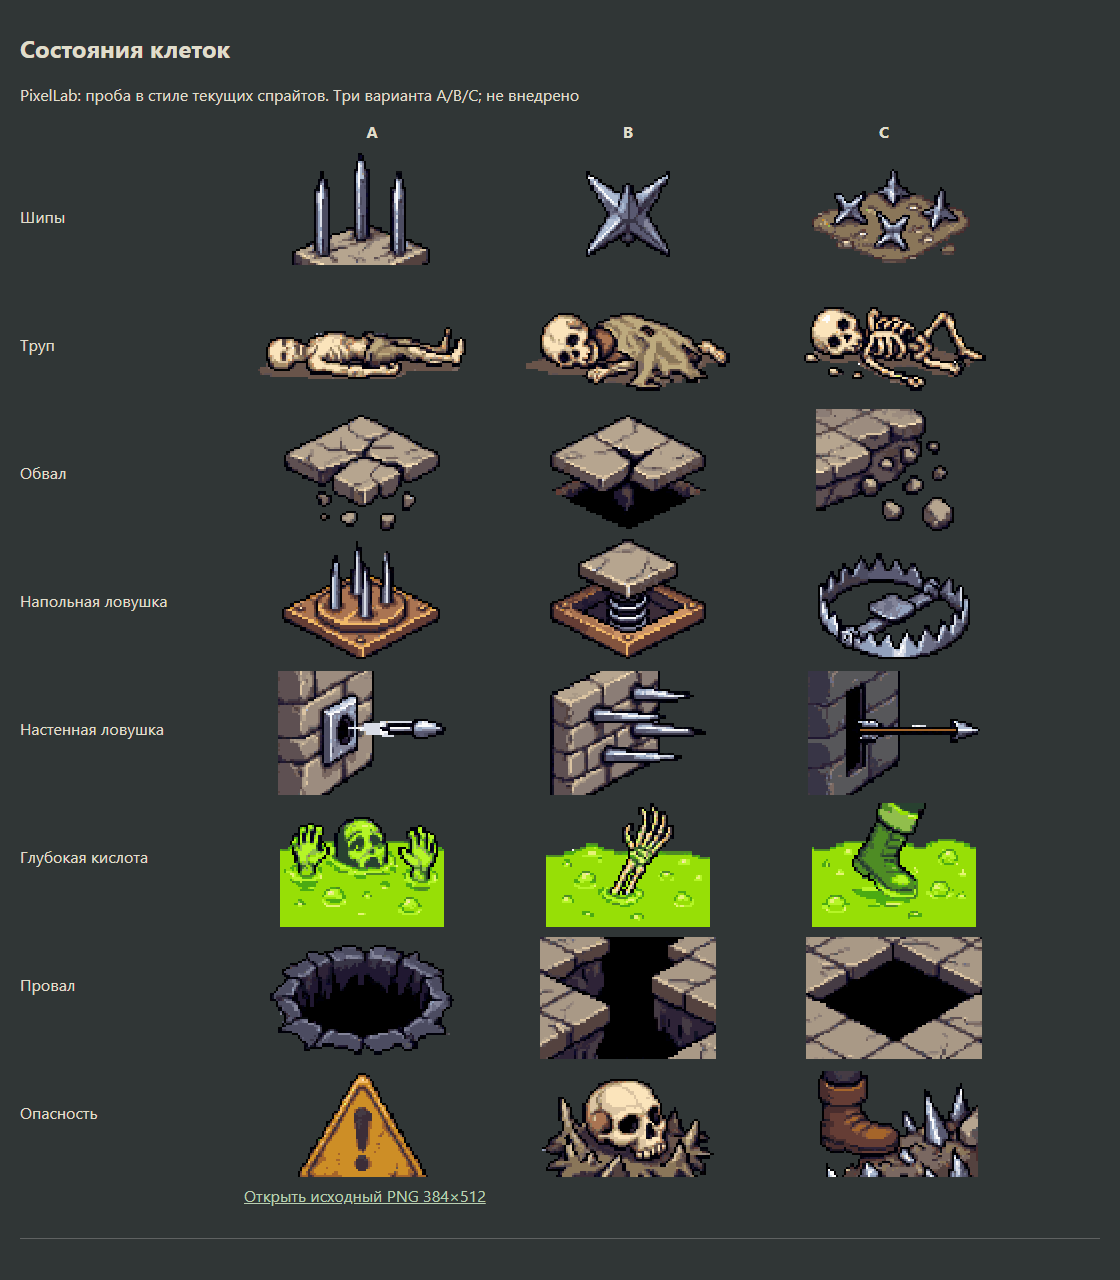 Состояния клеток
PixelLab: проба в стиле текущих спрайтов. Три варианта A/B/C; не внедрено
A B C
Шипы
Труп
Обвал
Напольная ловушка
Настенная ловушка
Глубокая кислота
Провал
Опасность
Открыть исходный PNG 384×512